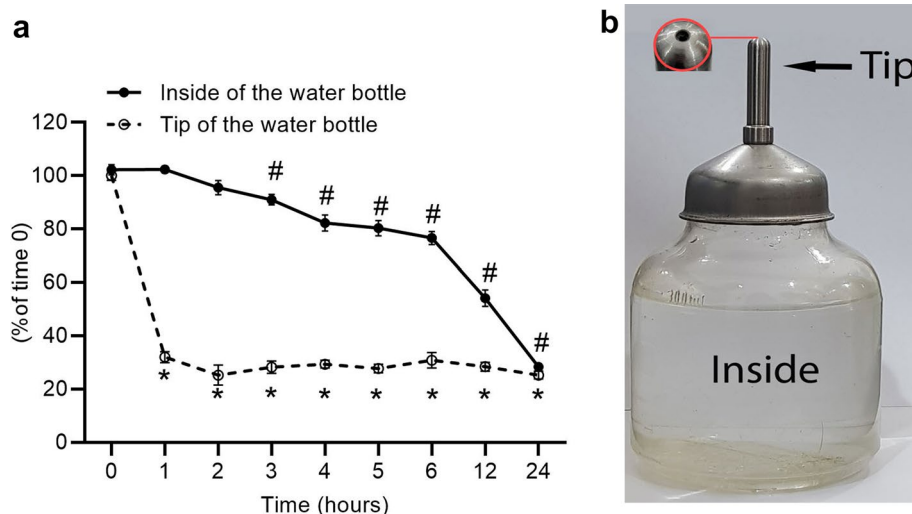 a
Inside of the water bottle
Tip of the water bottle
(%of time 0)
120
100
80
60
40
20
0
#
#
#
#
#
#
*
*
*
*
*
*
*
*
0 1 2 3 4 5 6 12 24
Time (hours)
b
Tip
Inside